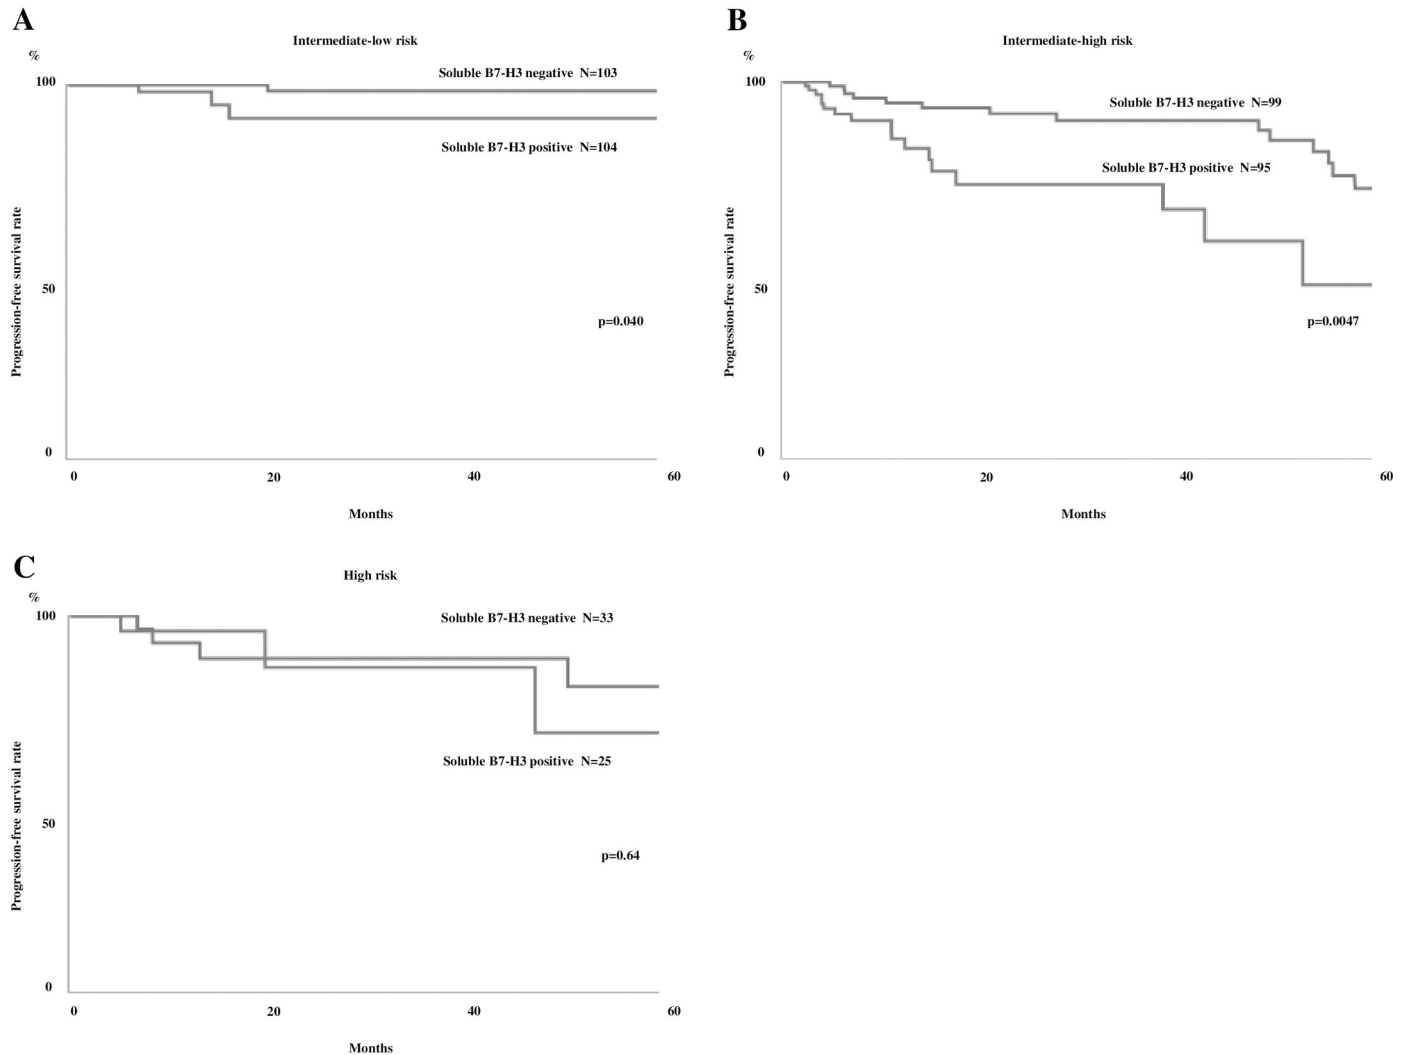 A
Intermediate-low risk
%
100
Soluble B7-H3 negative N=103
Soluble B7-H3 positive N=104
Progression-free survival rate
50
p=0.040
0
0 20 40 60
Months
B
Intermediate-high risk
%
100
Soluble B7-H3 negative N=99
Soluble B7-H3 positive N=95
Progression-free survival rate
50
p=0.0047
0
0 20 40 60
Months
C
High risk
%
100
Soluble B7-H3 negative N=33
Soluble B7-H3 positive N=25
Progression-free survival rate
50
p=0.64
0
0 20 40 60
Months